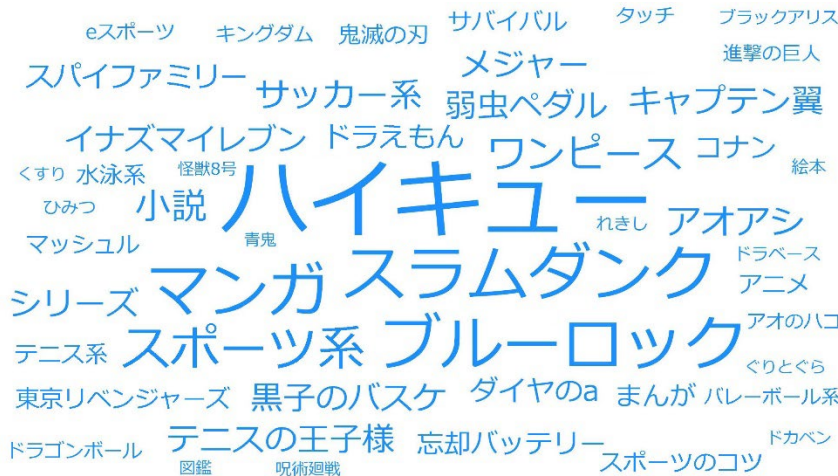 eスポーツ
キングダム
鬼滅の刃
サバイバル
タッチ
ブラックアリス
スパイファミリー
サッカー系
メジャー
進撃の巨人
弱虫ペダル
キャプテン翼
イナズマイレブン
ドラえもん
ワンピース
コナン
くすり
水泳系
怪獣8号
絵本
ハイキュー
ひみつ
小説
れきし
アオアシ
マッシュル
青鬼
スラムダンク
ドラベース
アニメ
シリーズ
マンガ
アオのハコ
テニス系
スポーツ系
ブルーロック
ぐりとぐら
東京リベンジャーズ
黒子のバスケ
ダイヤのa
まんが
バレーボール系
ドラゴンボール
テニスの王子様
忘却バッテリー
ドカベン
図鑑
呪術廻戦
スポーツのコツ